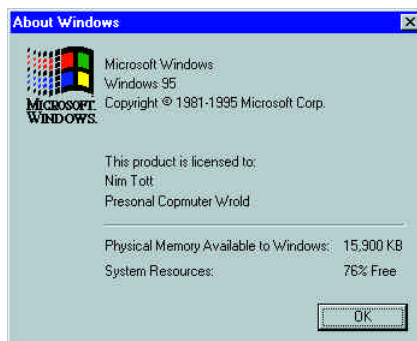 About Windows
Microsoft Windows
Windows 95
Copyright © 1981-1995 Microsoft Corp.
MICROSOFT.
WINDOWS.
This product is licensed to:
Nim Tott
Presonal Copmuter Wrold
Physical Memory Available to Windows: 15,900 KB
System Resources: 76% Free
OK